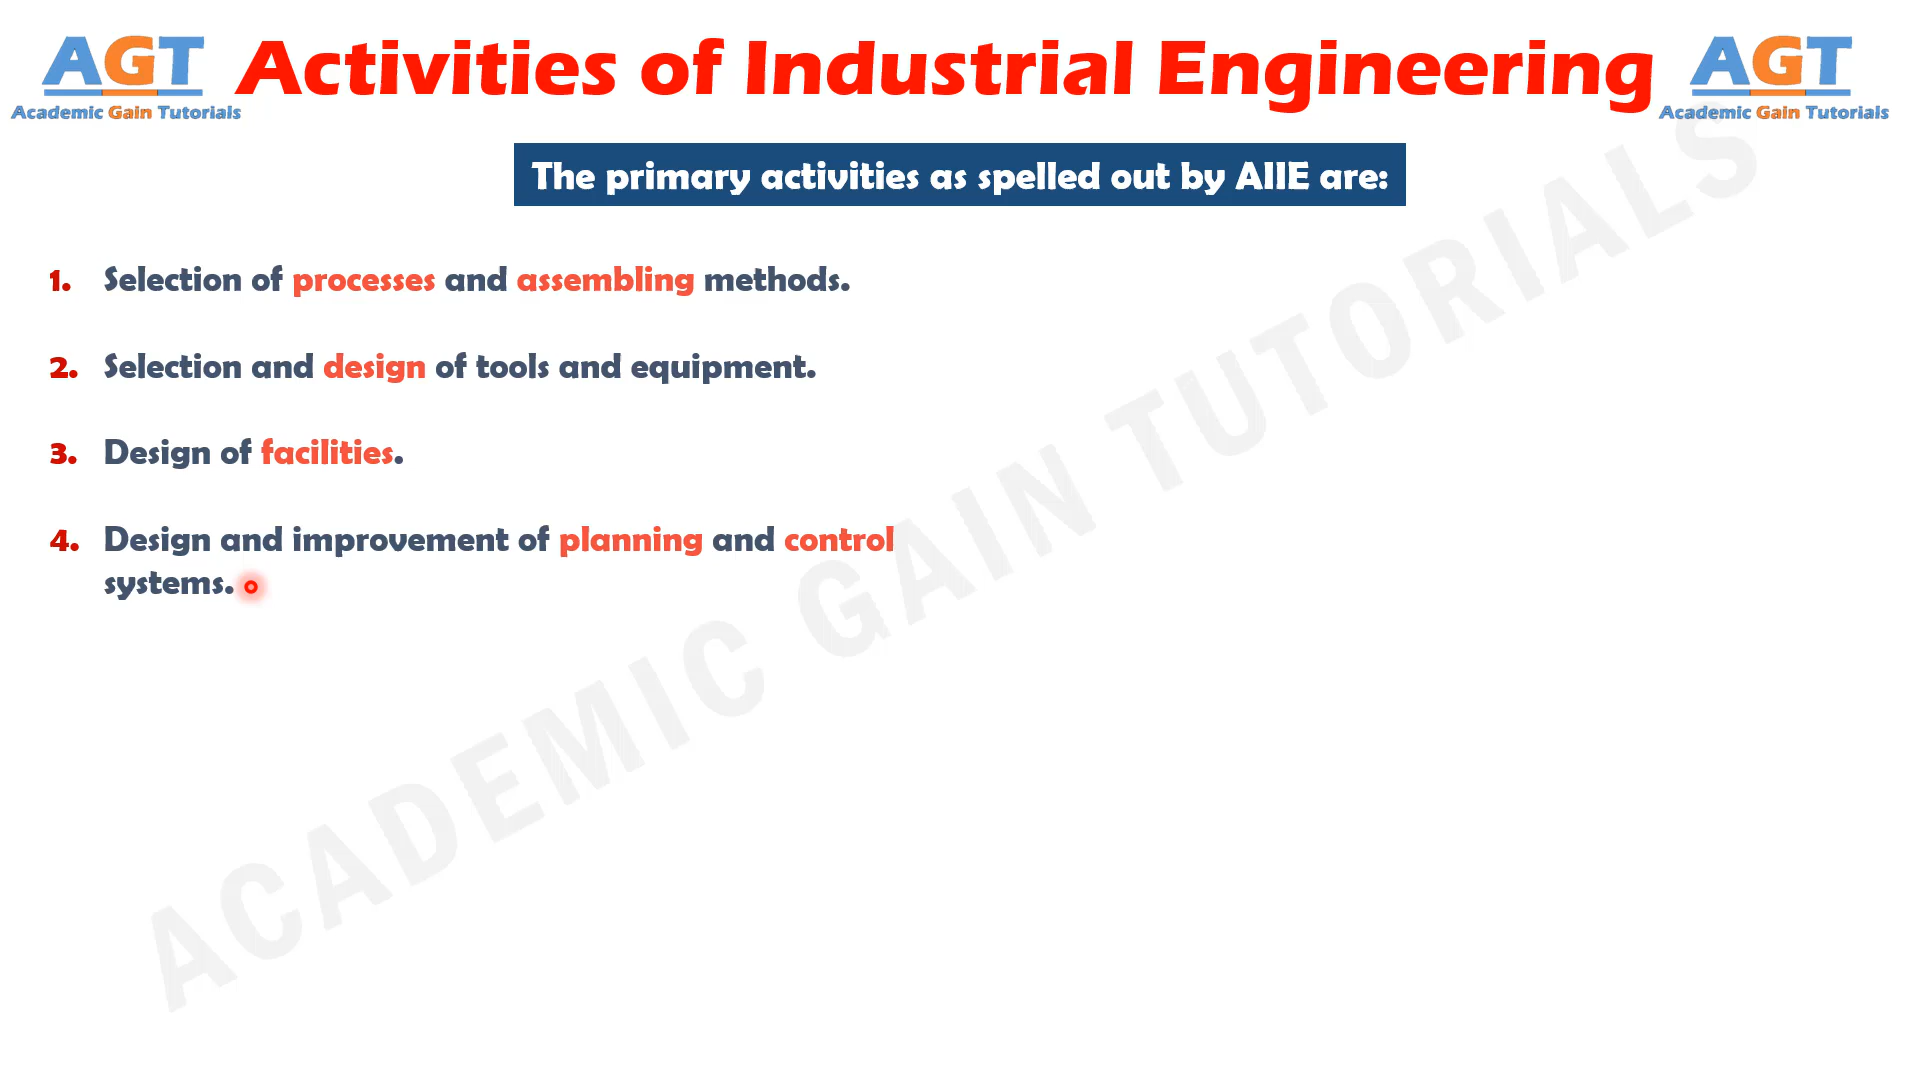 AGT
Academic Gain Tutorials
Activities of Industrial Engineering
AGT
Academic Gain Tutorials
The primary activities as spelled out by AIIE are:
1. Selection of processes and assembling methods.
2. Selection and design of tools and equipment.
3. Design of facilities.
4. Design and improvement of planning and control
systems.
ACADEMIC GAIN TUTORIALS